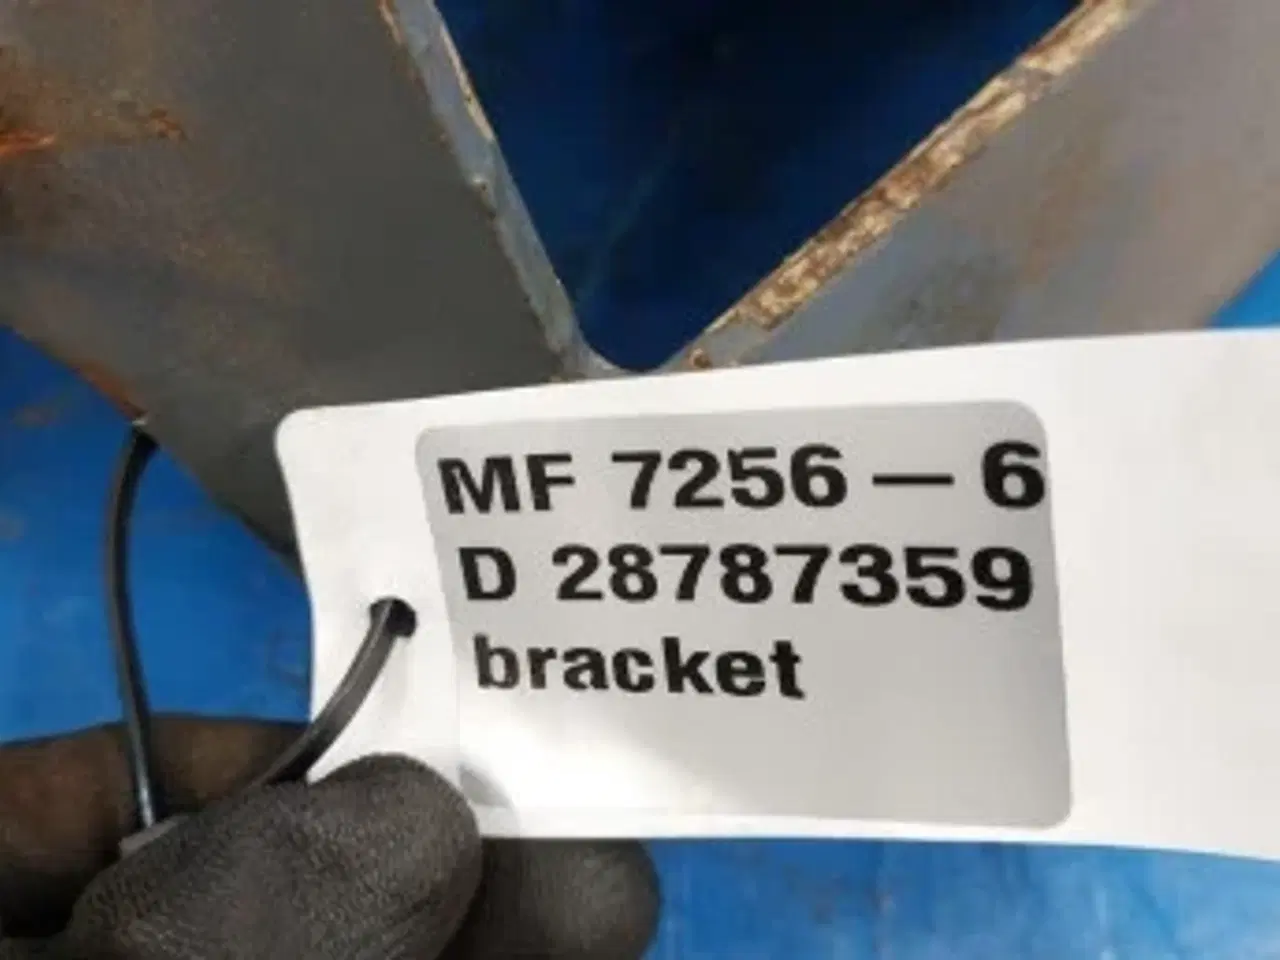 MF 7256 — 6
D 28787359
bracket